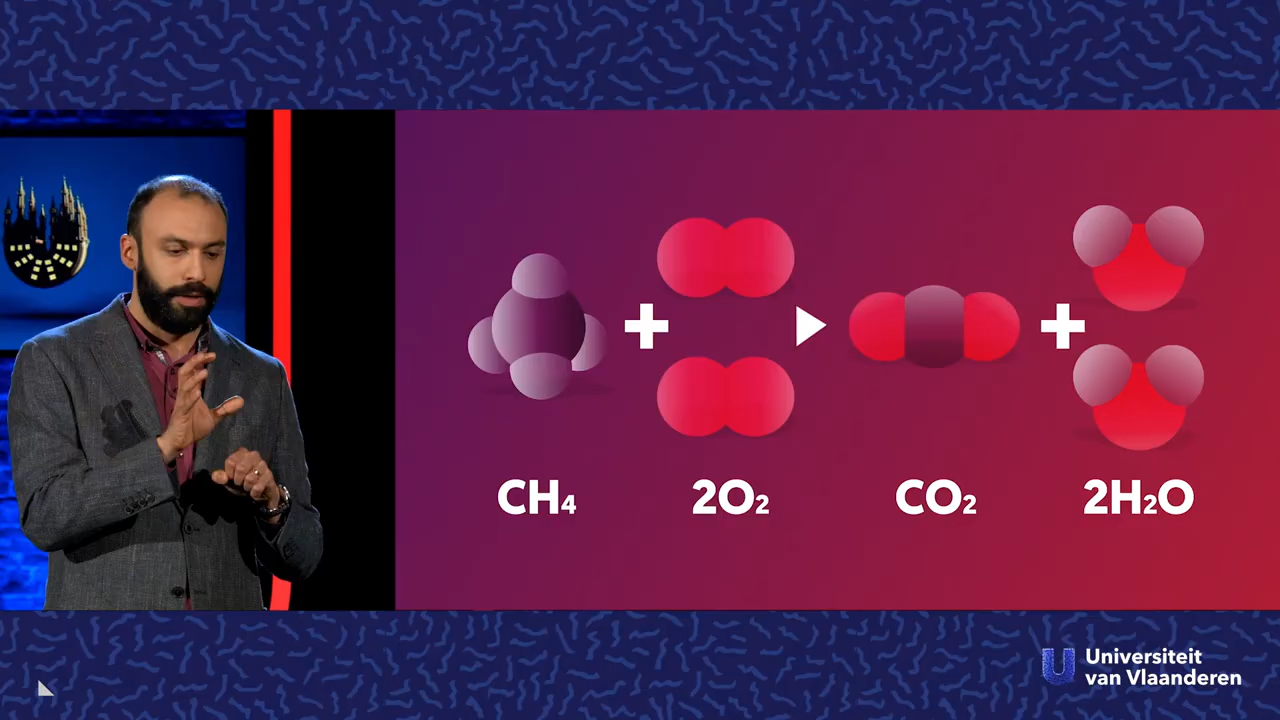 CH₄ + 2O₂ ▶ CO₂ + 2H₂O
Universiteit
van Vlaanderen